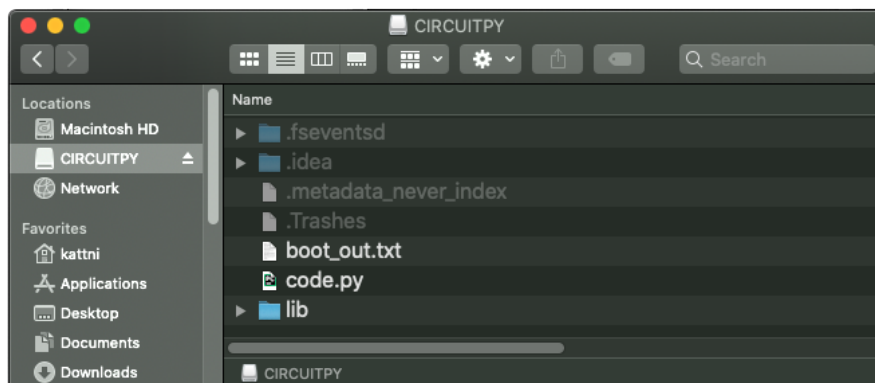 CIRCUITPY
Search
Locations
Macintosh HD
CIRCUITPY
Network
Favorites
kattni
Applications
Desktop
Documents
Downloads
Name
.fseventsd
.idea
.metadata_never_index
.Trashes
boot_out.txt
code.py
lib
CIRCUITPY